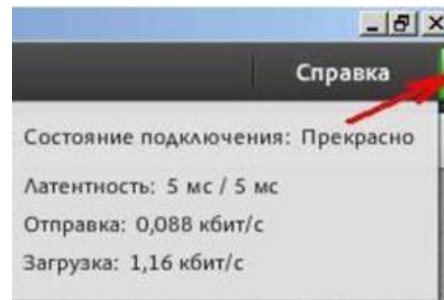 Справка
Состояние подключения: Прекрасно
Латентность: 5 мс / 5 мс
Отправка: 0,088 кбит/с
Загрузка: 1,16 кбит/с